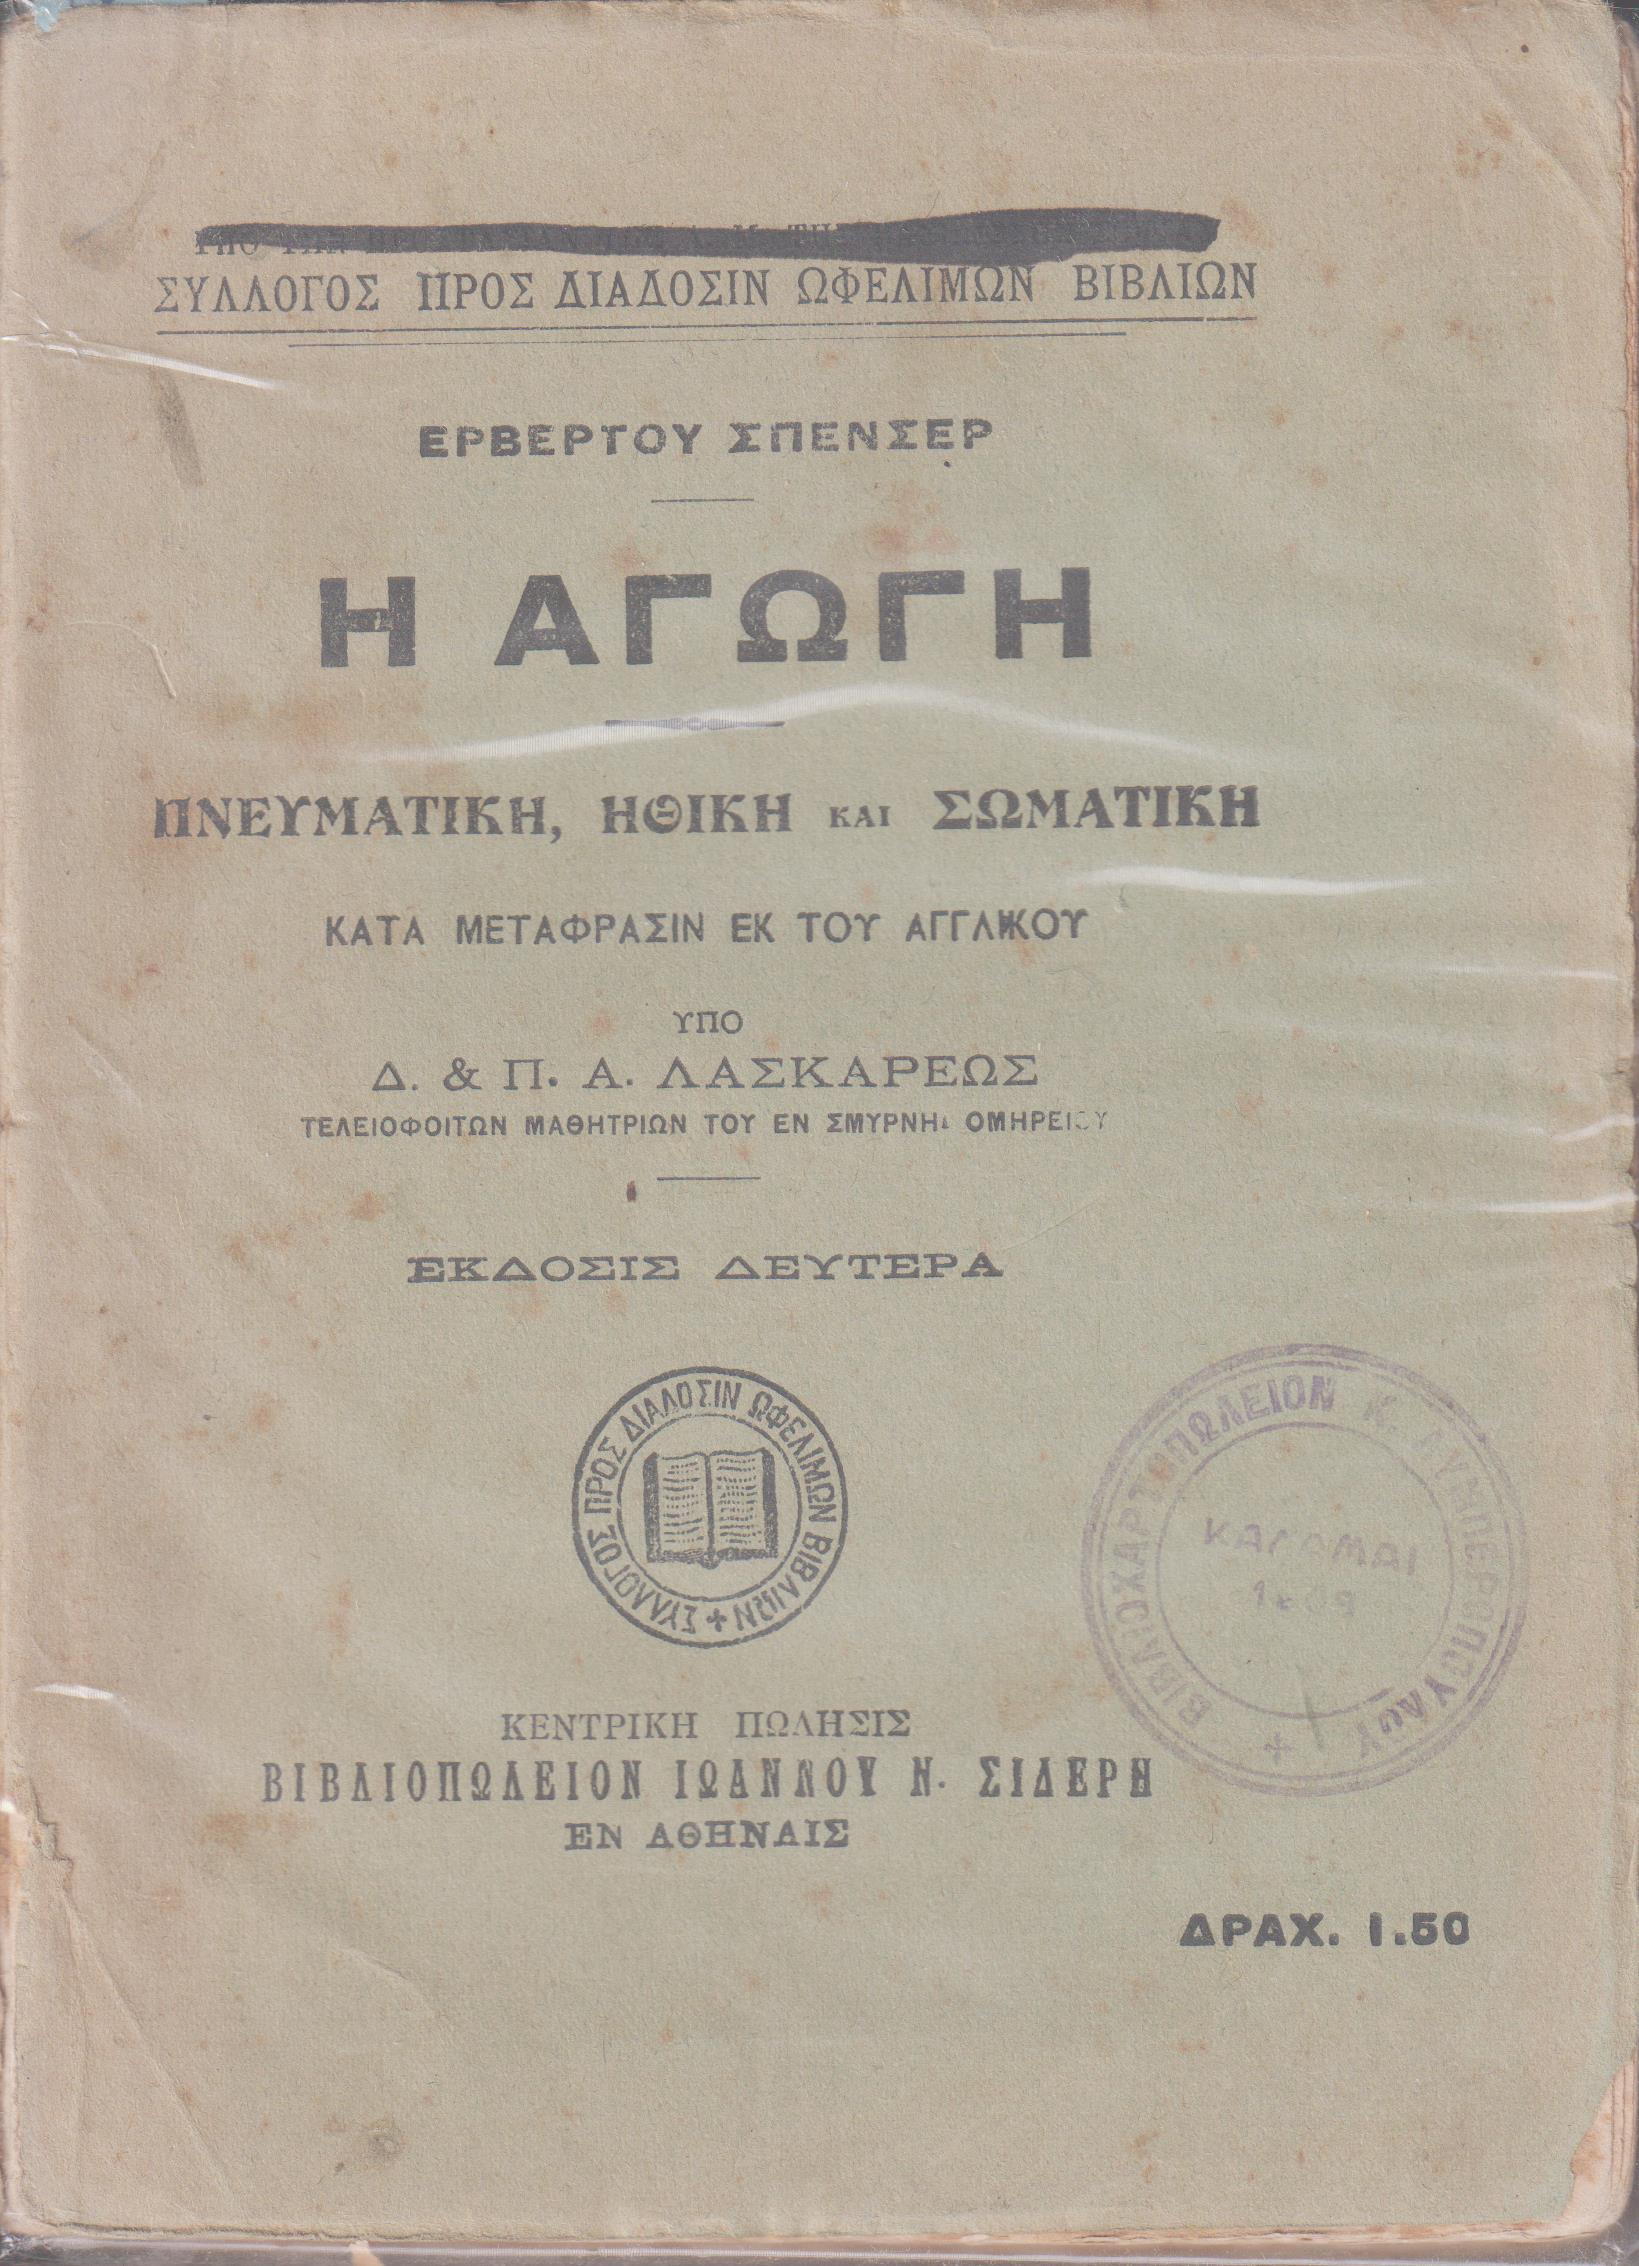 ΣΥΛΛΟΓΟΣ ΠΡΟΣ ΔΙΑΔΟΣΙΝ ΩΦΕΛΙΜΩΝ ΒΙΒΛΙΩΝ
ΕΡΒΕΡΤΟΥ ΣΠΕΝΣΕΡ
Η ΑΓΩΓΗ
ΠΝΕΥΜΑΤΙΚΗ, ΗΘΙΚΗ ΚΑΙ ΣΩΜΑΤΙΚΗ
ΚΑΤΑ ΜΕΤΑΦΡΑΣΙΝ ΕΚ ΤΟΥ ΑΓΓΛΙΚΟΥ
ΥΠΟ
Δ. & Π. Α. ΛΑΣΚΑΡΕΩΣ
ΤΕΛΕΙΟΦΟΙΤΩΝ ΜΑΘΗΤΡΙΩΝ ΤΟΥ ΕΝ ΣΜΥΡΝΗι ΟΜΗΡΕΙΟΥ
ΕΚΔΟΣΙΣ ΔΕΥΤΕΡΑ
ΣΥΛΛΟΓΟΣ ΠΡΟΣ ΔΙΑΔΟΣΙΝ ΩΦΕΛΙΜΩΝ ΒΙΒΛΙΩΝ
ΒΙΒΛΙΟΧΑΡΤΟΠΩΛΕΙΟΝ Κ.
ΚΑΛΑΜΑΙ
ΚΕΝΤΡΙΚΗ ΠΩΛΗΣΙΣ
ΒΙΒΛΙΟΠΩΛΕΙΟΝ ΙΩΑΝΝΟΥ Ν. ΣΙΔΕΡΗ
ΕΝ ΑΘΗΝΑΙΣ
ΔΡΑΧ. 1.50